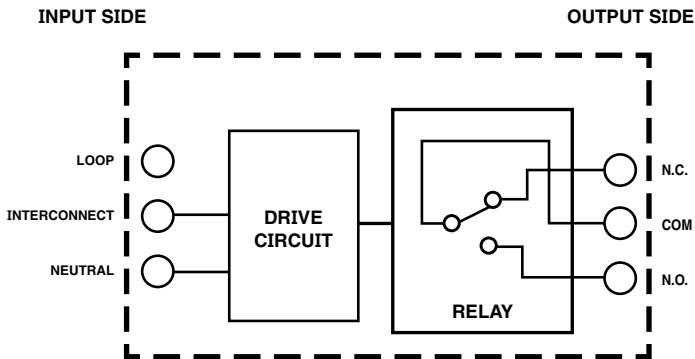 INPUT SIDE
OUTPUT SIDE
LOOP
INTERCONNECT
NEUTRAL
DRIVE
CIRCUIT
RELAY
N.C.
COM
N.O.